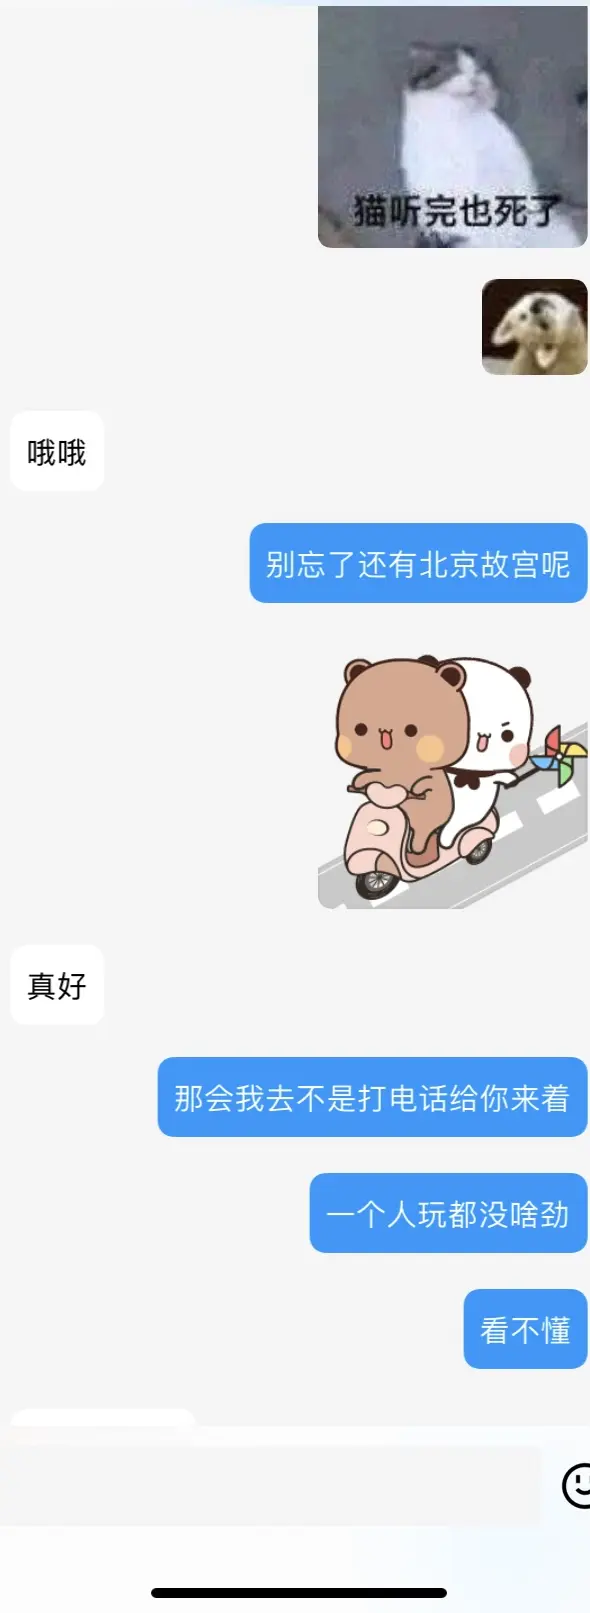 猫听完也死了
哦哦
别忘了还有北京故宫呢
真好
那会我去不是打电话给你来着
一个人玩都没啥劲
看不懂